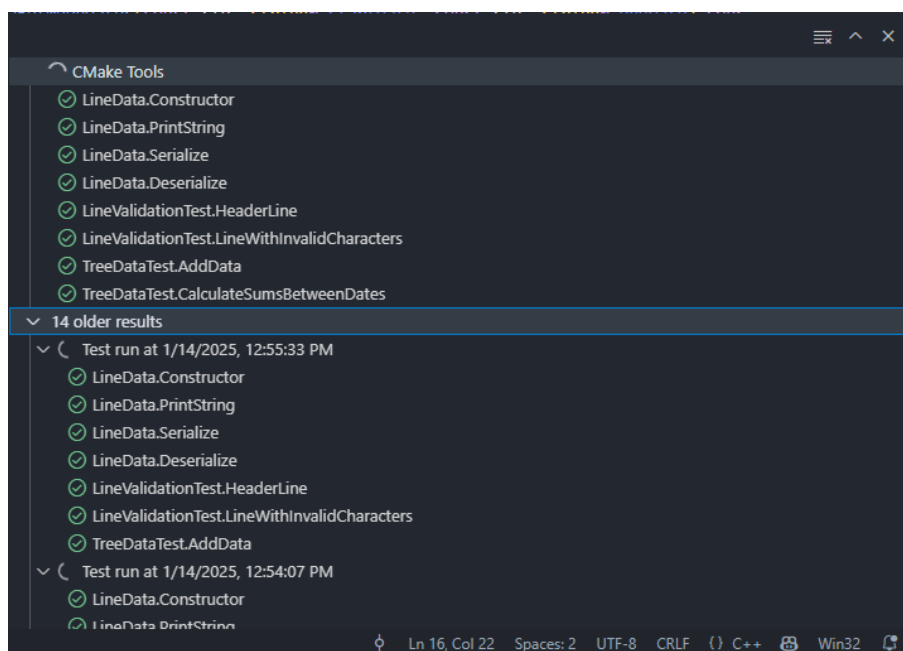 CMake Tools
LineData.Constructor
LineData.PrintString
LineData.Serialize
LineData.Deserialize
LineValidationTest.HeaderLine
LineValidationTest.LineWithInvalidCharacters
TreeDataTest.AddData
TreeDataTest.CalculateSumsBetweenDates
14 older results
Test run at 1/14/2025, 12:55:33 PM
LineData.Constructor
LineData.PrintString
LineData.Serialize
LineData.Deserialize
LineValidationTest.HeaderLine
LineValidationTest.LineWithInvalidCharacters
TreeDataTest.AddData
Test run at 1/14/2025, 12:54:07 PM
LineData.Constructor
LineData.PrintString
Ln 16, Col 22 Spaces: 2 UTF-8 CRLF {} C++ Win32